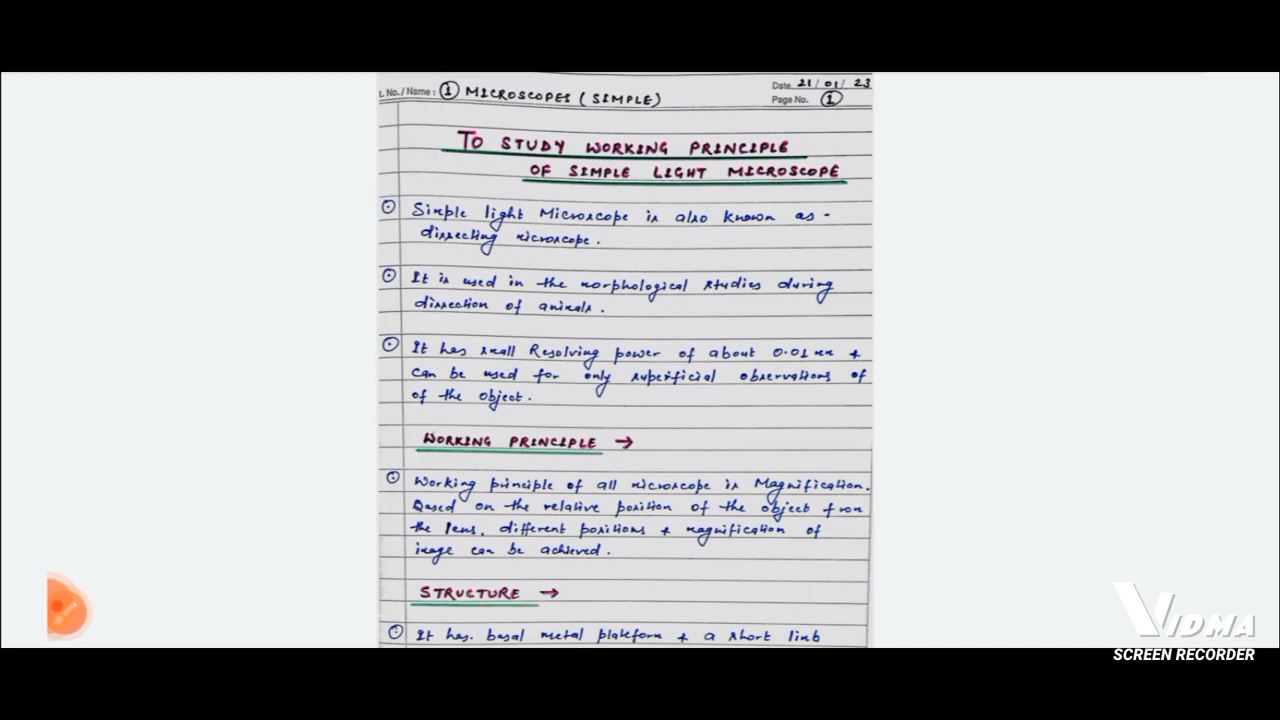 t. No./Name : ① MICROSCOPES (SIMPLE)
Date 21/01/23
Page No. ①
TO STUDY WORKING PRINCIPLE
OF SIMPLE LIGHT MICROSCOPE
⊙ Simple light Microscope is also known as -
dissecting microscope.
⊙ It is used in the morphological studies during
dissection of animals.
⊙ It has small Resolving power of about 0.01 mm +
can be used for only superficial observations of
of the object.
WORKING PRINCIPLE →
⊙ Working principle of all microscope is Magnification.
Based on the relative position of the object from
the lens, different positions + magnification of
image can be achieved.
STRUCTURE →
⊙ It has. basal metal plateform + a short limb
VIDMA
SCREEN RECORDER